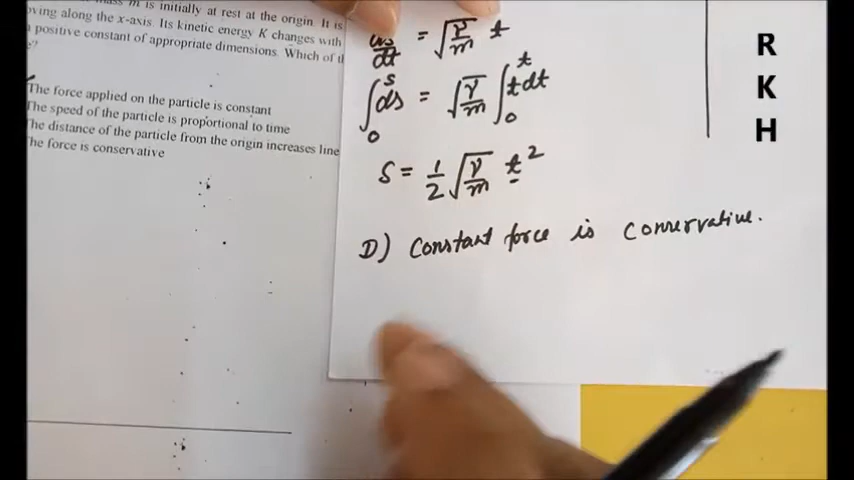 mass m is initially at rest at the origin. It is
ving along the x-axis. Its kinetic energy K changes with
positive constant of appropriate dimensions. Which of t
e?
The force applied on the particle is constant
The speed of the particle is proportional to time
The distance of the particle from the origin increases line
The force is conservative
ds/dt = √(γ/m) t
∫₀ˢ ds = √(γ/m) ∫₀ᵗ t dt
s = 1/2 √(γ/m) t²
D) Constant force is conservative.
R
K
H